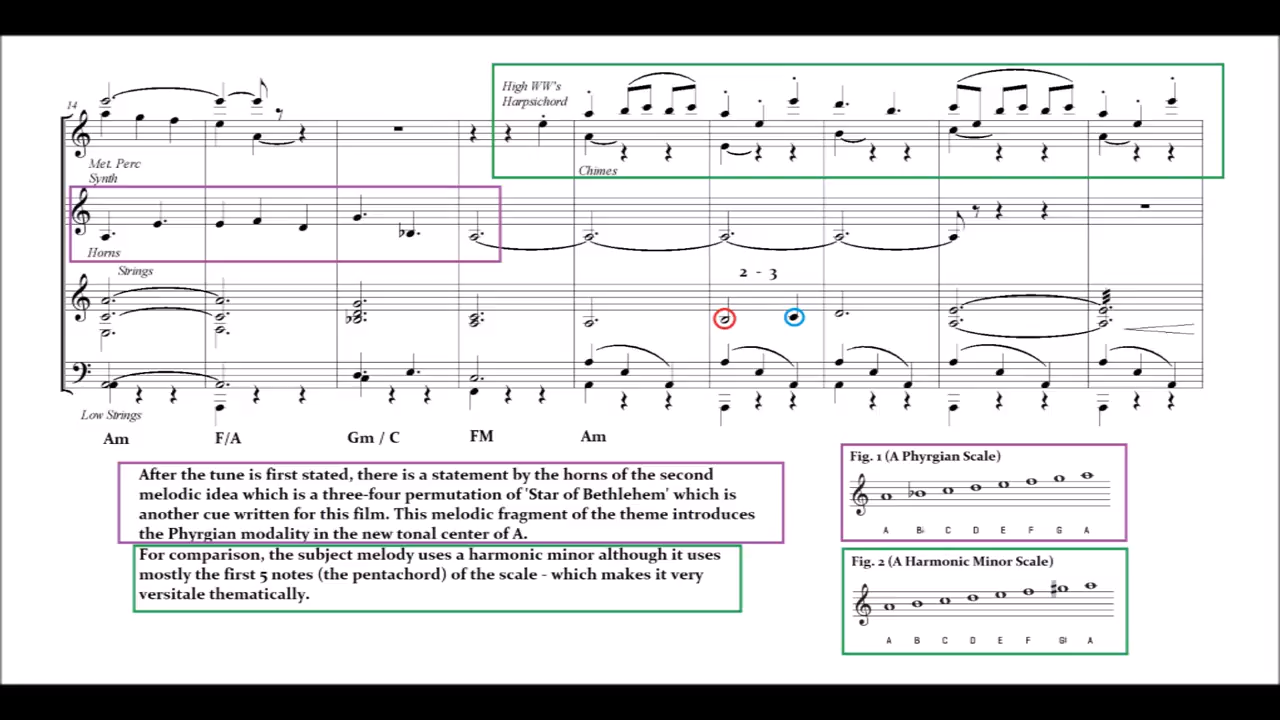 High WW's
Harpsichord
14
Met. Perc
Synth
Chimes
Horns
Strings
2 - 3
Low Strings
Am F/A Gm / C FM Am
After the tune is first stated, there is a statement by the horns of the second
melodic idea which is a three-four permutation of 'Star of Bethlehem' which is
another cue written for this film. This melodic fragment of the theme introduces
the Phyrgian modality in the new tonal center of A.
For comparison, the subject melody uses a harmonic minor although it uses
mostly the first 5 notes (the pentachord) of the scale - which makes it very
versitale thematically.
Fig. 1 (A Phyrgian Scale)
A B♭ C D E F G A
Fig. 2 (A Harmonic Minor Scale)
A B C D E F G♯ A